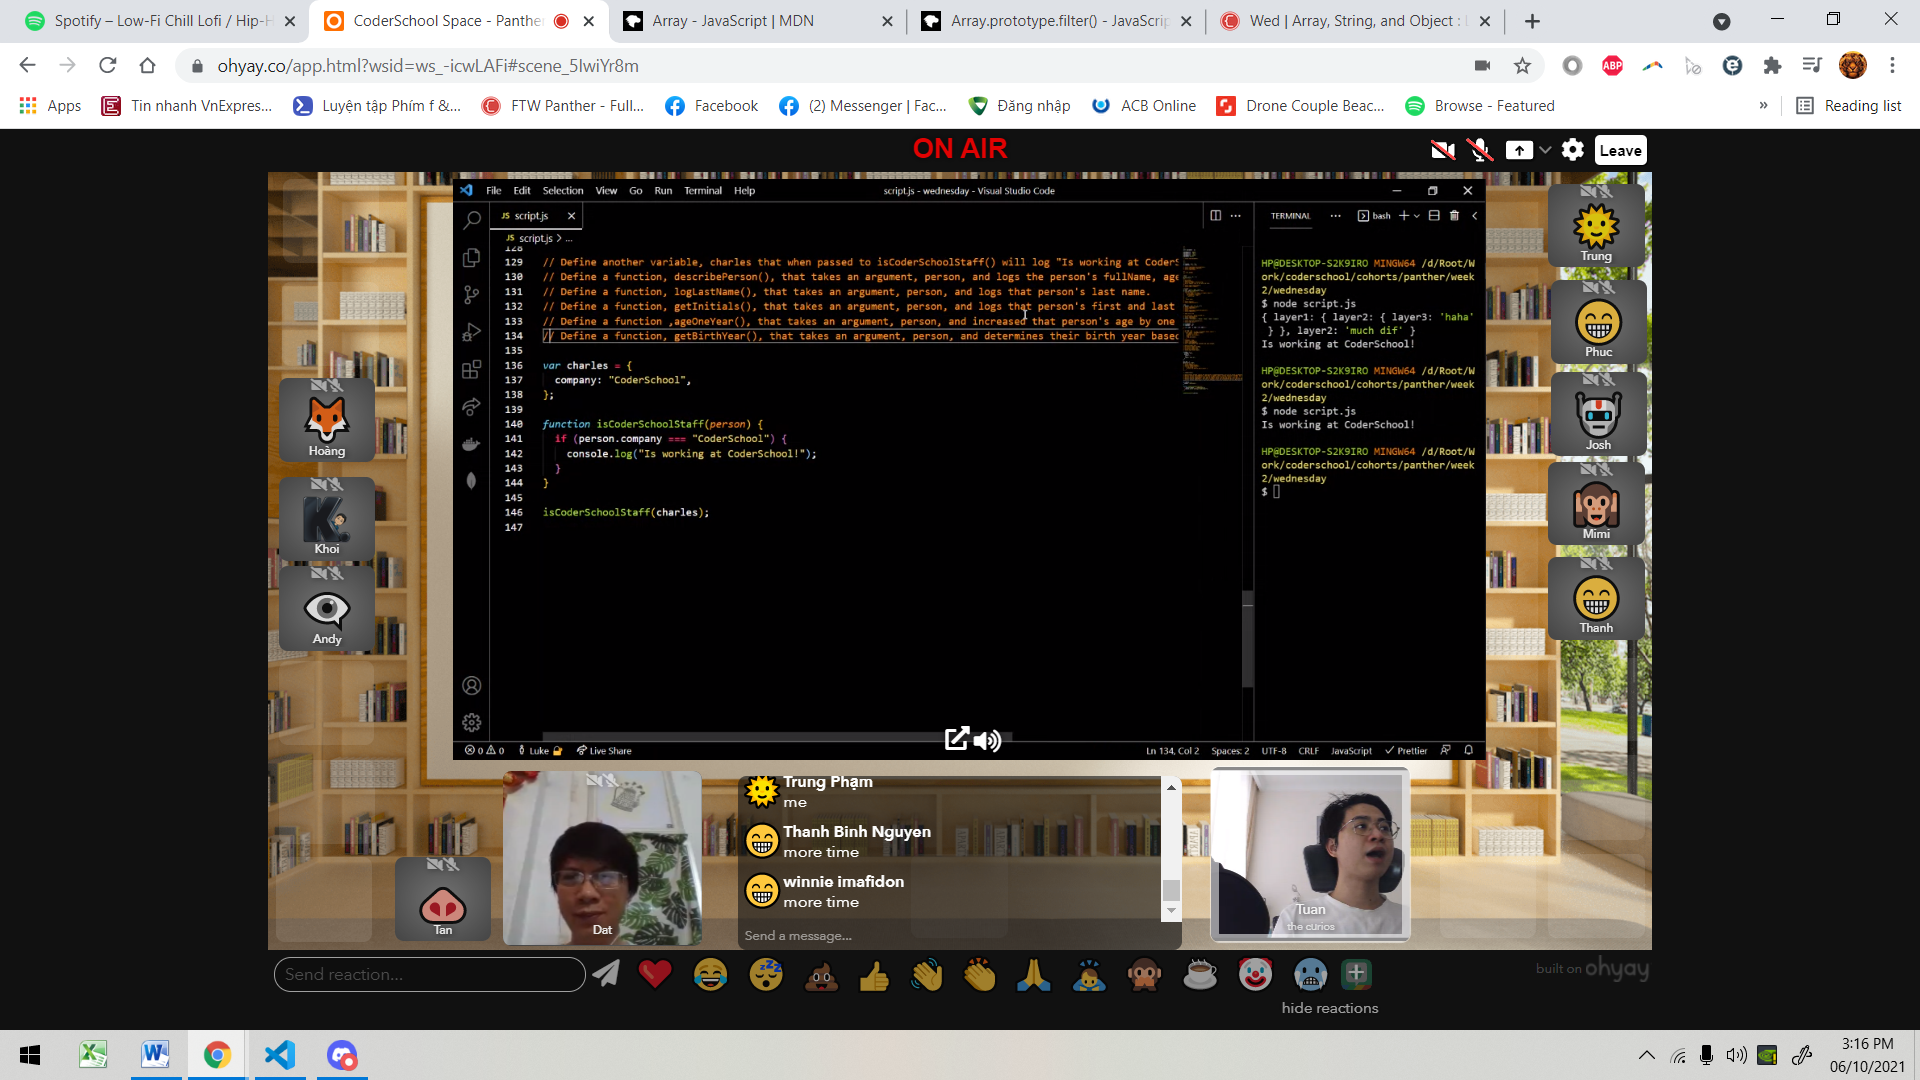 Spotify – Low-Fi Chill Lofi / Hip-H
CoderSchool Space - Panther
Array - JavaScript | MDN
Array.prototype.filter() - JavaScrip
Wed | Array, String, and Object :
ohyay.co/app.html?wsid=ws_-icwLAFi#scene_5IwiYr8m
ABP
Apps
Tin nhanh VnExpres...
Luyện tập Phím f &...
FTW Panther - Full...
Facebook
(2) Messenger | Fac...
Đăng nhập
ACB Online
Drone Couple Beac...
Browse - Featured
»
Reading list
ON AIR
Leave
File Edit Selection View Go Run Terminal Help
script.js - wednesday - Visual Studio Code
JS script.js
TERMINAL
bash
JS script.js > ...
128
129 // Define another variable, charles that when passed to isCoderSchoolStaff() will log "Is working at CoderS
130 // Define a function, describePerson(), that takes an argument, person, and logs the person's fullName, age
131 // Define a function, logLastName(), that takes an argument, person, and logs that person's last name.
132 // Define a function, getInitials(), that takes an argument, person, and logs that person's first and last
133 // Define a function ,ageOneYear(), that takes an argument, person, and increased that person's age by one
134 // Define a function, getBirthYear(), that takes an argument, person, and determines their birth year based
135
136 var charles = {
137 company: "CoderSchool",
138 };
139
140 function isCoderSchoolStaff(person) {
141 if (person.company === "CoderSchool") {
142 console.log("Is working at CoderSchool!");
143 }
144 }
145
146 isCoderSchoolStaff(charles);
147
HP@DESKTOP-S2K9IRO MINGW64 /d/Root/W
ork/coderschool/cohorts/panther/week
2/wednesday
$ node script.js
{ layer1: { layer2: { layer3: 'haha'
} }, layer2: 'much dif' }
Is working at CoderSchool!
HP@DESKTOP-S2K9IRO MINGW64 /d/Root/W
ork/coderschool/cohorts/panther/week
2/wednesday
$ node script.js
Is working at CoderSchool!
HP@DESKTOP-S2K9IRO MINGW64 /d/Root/W
ork/coderschool/cohorts/panther/week
2/wednesday
$
0 0 Luke Live Share
Ln 134, Col 2 Spaces: 2 UTF-8 CRLF JavaScript Prettier
Hoàng
K
Khoi
Andy
Tan
Dat
Trung
Phuc
Josh
Mimi
Thanh
Trung Phạm
me
Thanh Binh Nguyen
more time
winnie imafidon
more time
Send a message...
Tuan
the curios
Send reaction...
hide reactions
built on ohyay
3:16 PM
06/10/2021